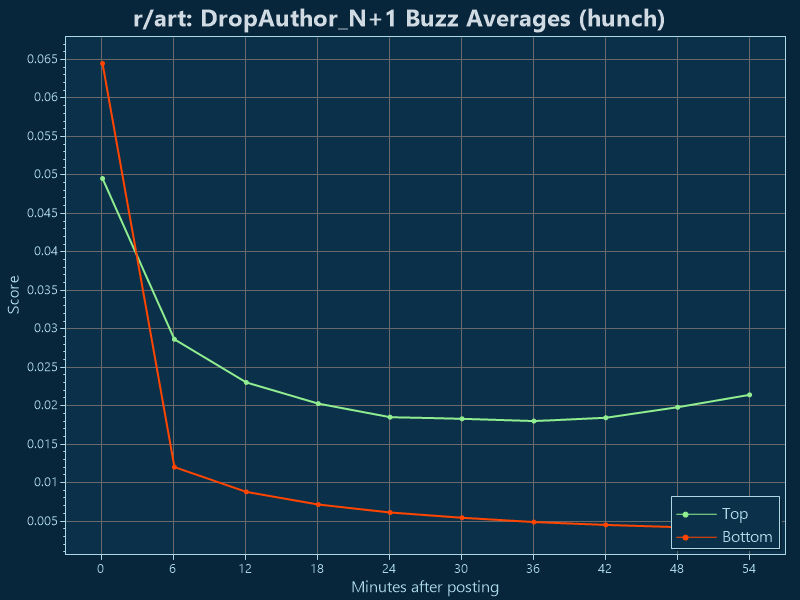 r/art: DropAuthor_N+1 Buzz Averages (hunch)
0.065
0.06
0.055
0.05
0.045
0.04
0.035
0.03
0.025
0.02
0.015
0.01
0.005
Score
Top
Bottom
0 6 12 18 24 30 36 42 48 54
Minutes after posting